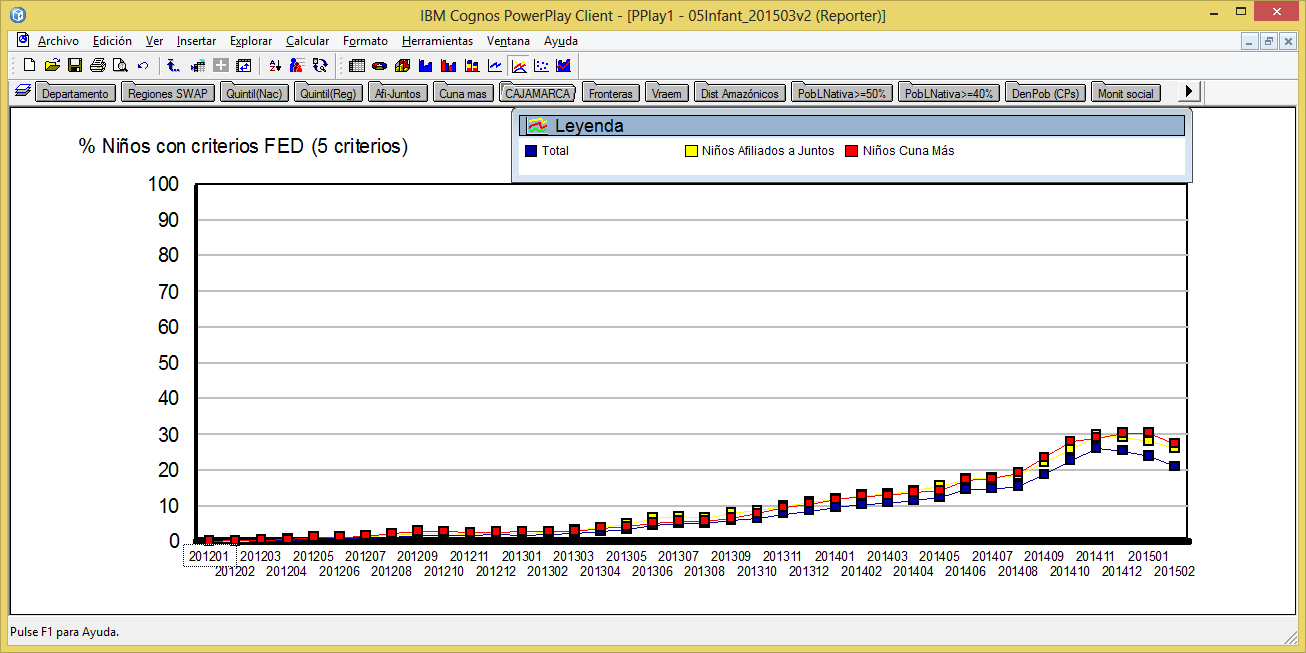 IBM Cognos PowerPlay Client - [PPlay1 - 05Infant_201503v2 (Reporter)]
Archivo Edición Ver Insertar Explorar Calcular Formato Herramientas Ventana Ayuda
Departamento Regiones SWAP Quintil(Nac) Quintil(Reg) Afi-Juntos Cuna mas CAJAMARCA Fronteras Vraem Dist Amazónicos PobLNativa>=50% PobLNativa>=40% DenPob (CPs) Monit social
Leyenda
% Niños con criterios FED (5 criterios)
Total Niños Afiliados a Juntos Niños Cuna Más
100
90
80
70
60
50
40
30
20
10
0
201201 201203 201205 201207 201209 201211 201301 201303 201305 201307 201309 201311 201401 201403 201405 201407 201409 201411 201501
201202 201204 201206 201208 201210 201212 201302 201304 201306 201308 201310 201312 201402 201404 201406 201408 201410 201412 201502
Pulse F1 para Ayuda.